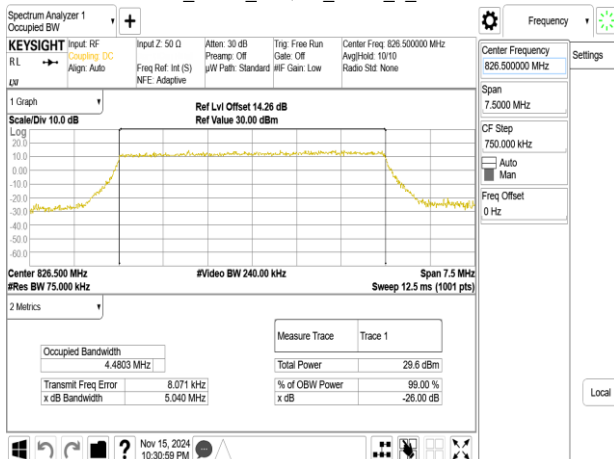 Spectrum Analyzer 1
Occupied BW
Frequency
KEYSIGHT
Input: RF
Coupling: DC
Align: Auto
RL
Input Z: 50 Ω
Freq Ref: Int (S)
NFE: Adaptive
Atten: 30 dB
Preamp: Off
µW Path: Standard
Trig: Free Run
Gate: Off
#IF Gain: Low
Center Freq: 826.500000 MHz
Avg|Hold: 10/10
Radio Std: None
Center Frequency
826.500000 MHz
Settings
Span
7.5000 MHz
CF Step
750.000 kHz
Auto
Man
Freq Offset
0 Hz
Local
1 Graph
Scale/Div 10.0 dB
Ref Lvl Offset 14.26 dB
Ref Value 30.00 dBm
Log
20.0
10.0
0.00
-10.0
-20.0
-30.0
-40.0
-50.0
-60.0
Center 826.500 MHz
#Video BW 240.00 kHz
Span 7.5 MHz
#Res BW 75.000 kHz
Sweep 12.5 ms (1001 pts)
2 Metrics
Measure Trace Trace 1
Occupied Bandwidth
4.4803 MHz
Total Power 29.6 dBm
Transmit Freq Error 8.071 kHz
% of OBW Power 99.00 %
x dB Bandwidth 5.040 MHz
x dB -26.00 dB
?
Nov 15, 2024
10:30:59 PM